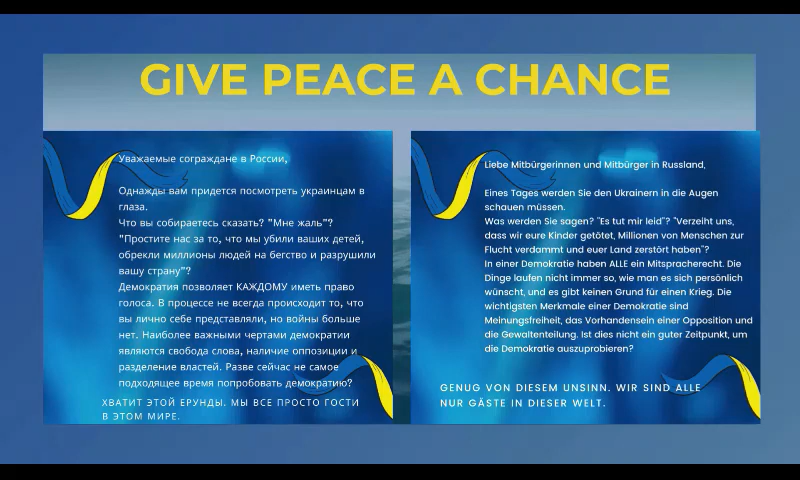 GIVE PEACE A CHANCE
Уважаемые сограждане в России,
Однажды вам придется посмотреть украинцам в
глаза.
Что вы собираетесь сказать? "Мне жаль"?
"Простите нас за то, что мы убили ваших детей,
обрекли миллионы людей на бегство и разрушили
вашу страну"?
Демократия позволяет КАЖДОМУ иметь право
голоса. В процессе не всегда происходит то, что
вы лично себе представляли, но войны больше
нет. Наиболее важными чертами демократии
являются свобода слова, наличие оппозиции и
разделение властей. Разве сейчас не самое
подходящее время попробовать демократию?
ХВАТИТ ЭТОЙ ЕРУНДЫ. МЫ ВСЕ ПРОСТО ГОСТИ
В ЭТОМ МИРЕ.
Liebe Mitbürgerinnen und Mitbürger in Russland,
Eines Tages werden Sie den Ukrainern in die Augen
schauen müssen.
Was werden Sie sagen? "Es tut mir leid"? "Verzeiht uns,
dass wir eure Kinder getötet, Millionen von Menschen zur
Flucht verdammt und euer Land zerstört haben"?
In einer Demokratie haben ALLE ein Mitspracherecht. Die
Dinge laufen nicht immer so, wie man es sich persönlich
wünscht, und es gibt keinen Grund für einen Krieg. Die
wichtigsten Merkmale einer Demokratie sind
Meinungsfreiheit, das Vorhandensein einer Opposition und
die Gewaltenteilung. Ist dies nicht ein guter Zeitpunkt, um
die Demokratie auszuprobieren?
GENUG VON DIESEM UNSINN. WIR SIND ALLE
NUR GÄSTE IN DIESER WELT.